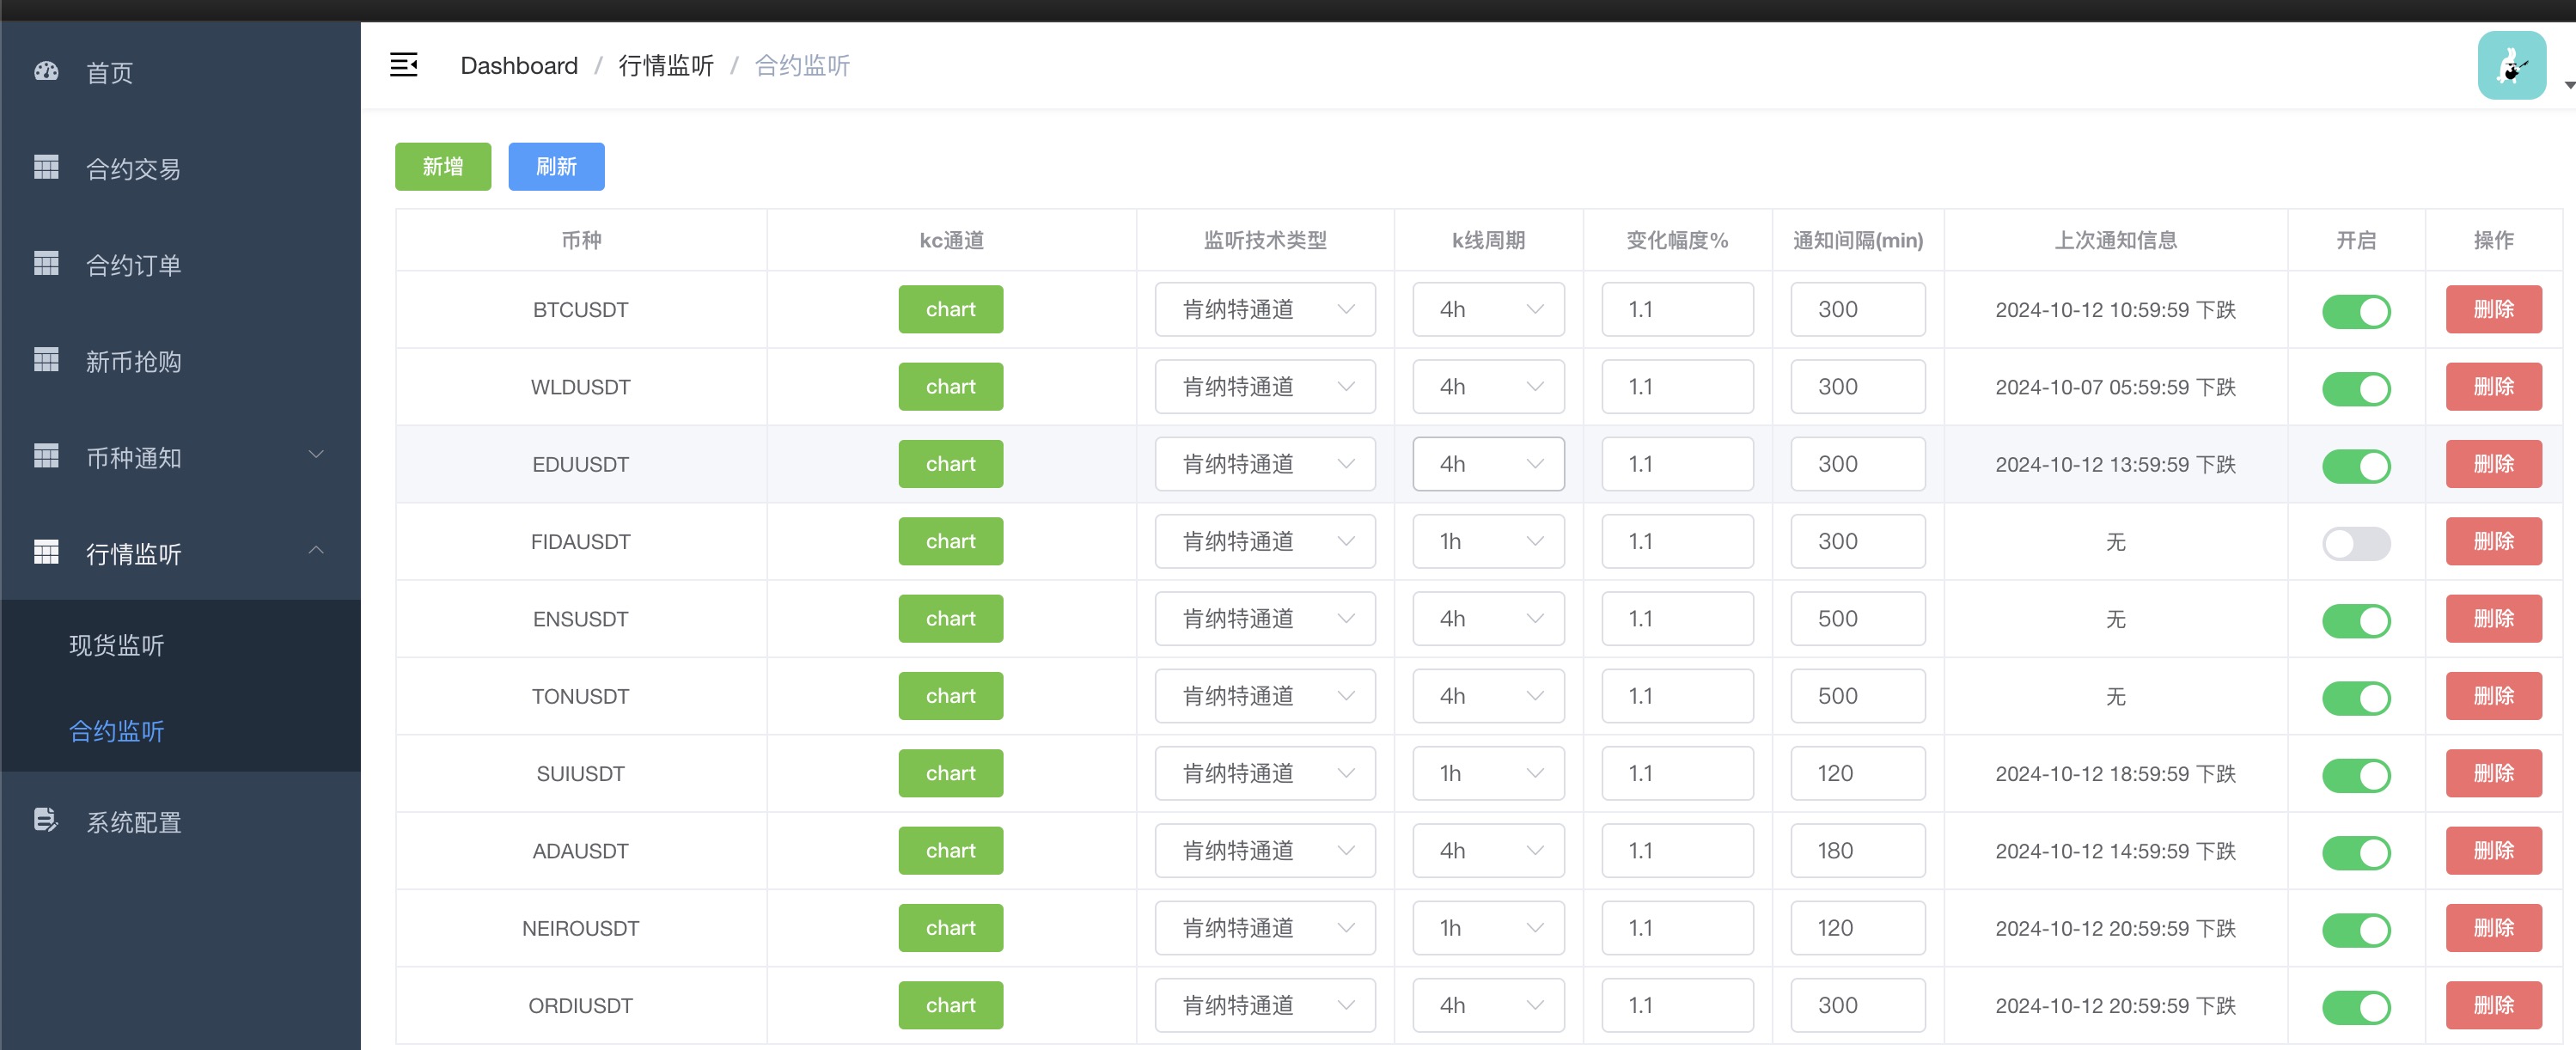 首页
合约交易
合约订单
新币抢购
币种通知
行情监听
现货监听
合约监听
系统配置
Dashboard / 行情监听 / 合约监听
新增 刷新
币种 kc通道 监听技术类型 k线周期 变化幅度% 通知间隔(min) 上次通知信息 开启 操作
BTCUSDT chart 肯纳特通道 4h 1.1 300 2024-10-12 10:59:59 下跌 删除
WLDUSDT chart 肯纳特通道 4h 1.1 300 2024-10-07 05:59:59 下跌 删除
EDUUSDT chart 肯纳特通道 4h 1.1 300 2024-10-12 13:59:59 下跌 删除
FIDAUSDT chart 肯纳特通道 1h 1.1 300 无 删除
ENSUSDT chart 肯纳特通道 4h 1.1 500 无 删除
TONUSDT chart 肯纳特通道 4h 1.1 500 无 删除
SUIUSDT chart 肯纳特通道 1h 1.1 120 2024-10-12 18:59:59 下跌 删除
ADAUSDT chart 肯纳特通道 4h 1.1 180 2024-10-12 14:59:59 下跌 删除
NEIROUSDT chart 肯纳特通道 1h 1.1 120 2024-10-12 20:59:59 下跌 删除
ORDIUSDT chart 肯纳特通道 4h 1.1 300 2024-10-12 20:59:59 下跌 删除